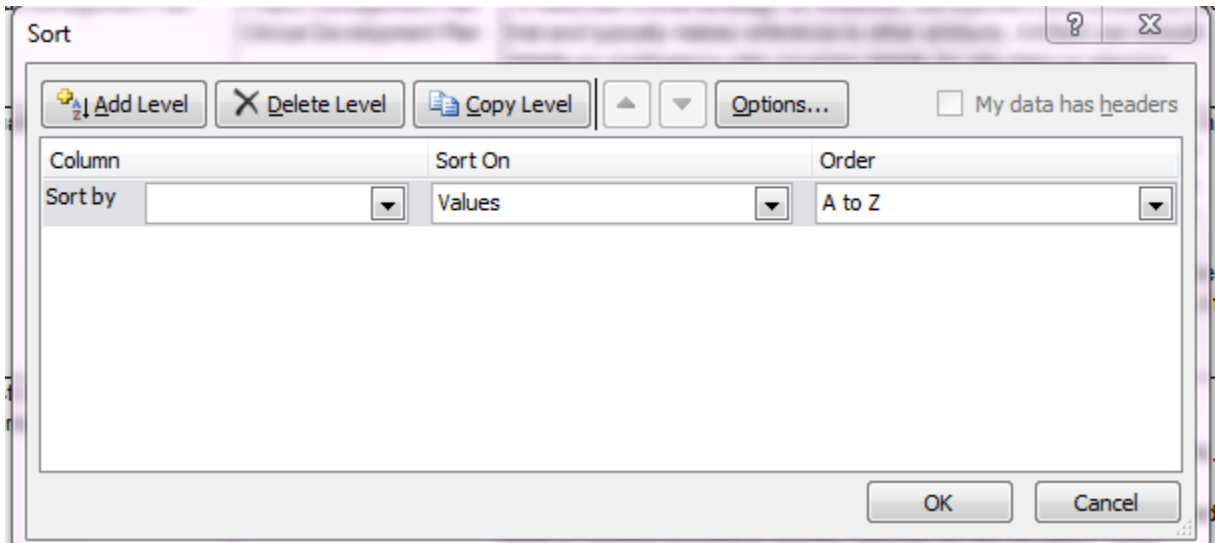 Sort
Add Level Delete Level Copy Level Options... My data has headers
Column Sort On Order
Sort by Values A to Z
OK Cancel